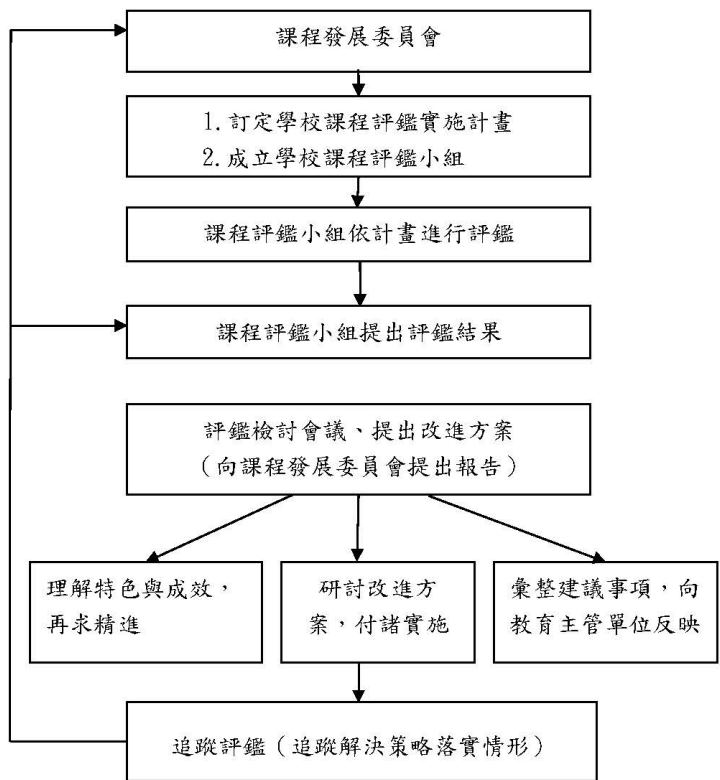 課程發展委員會
1.訂定學校課程評鑑實施計畫
2.成立學校課程評鑑小組
課程評鑑小組依計畫進行評鑑
課程評鑑小組提出評鑑結果
評鑑檢討會議、提出改進方案
(向課程發展委員會提出報告)
理解特色與成效，
再求精進
研討改進方
案，付諸實施
彙整建議事項，向
教育主管單位反映
追蹤評鑑(追蹤解決策略落實情形)